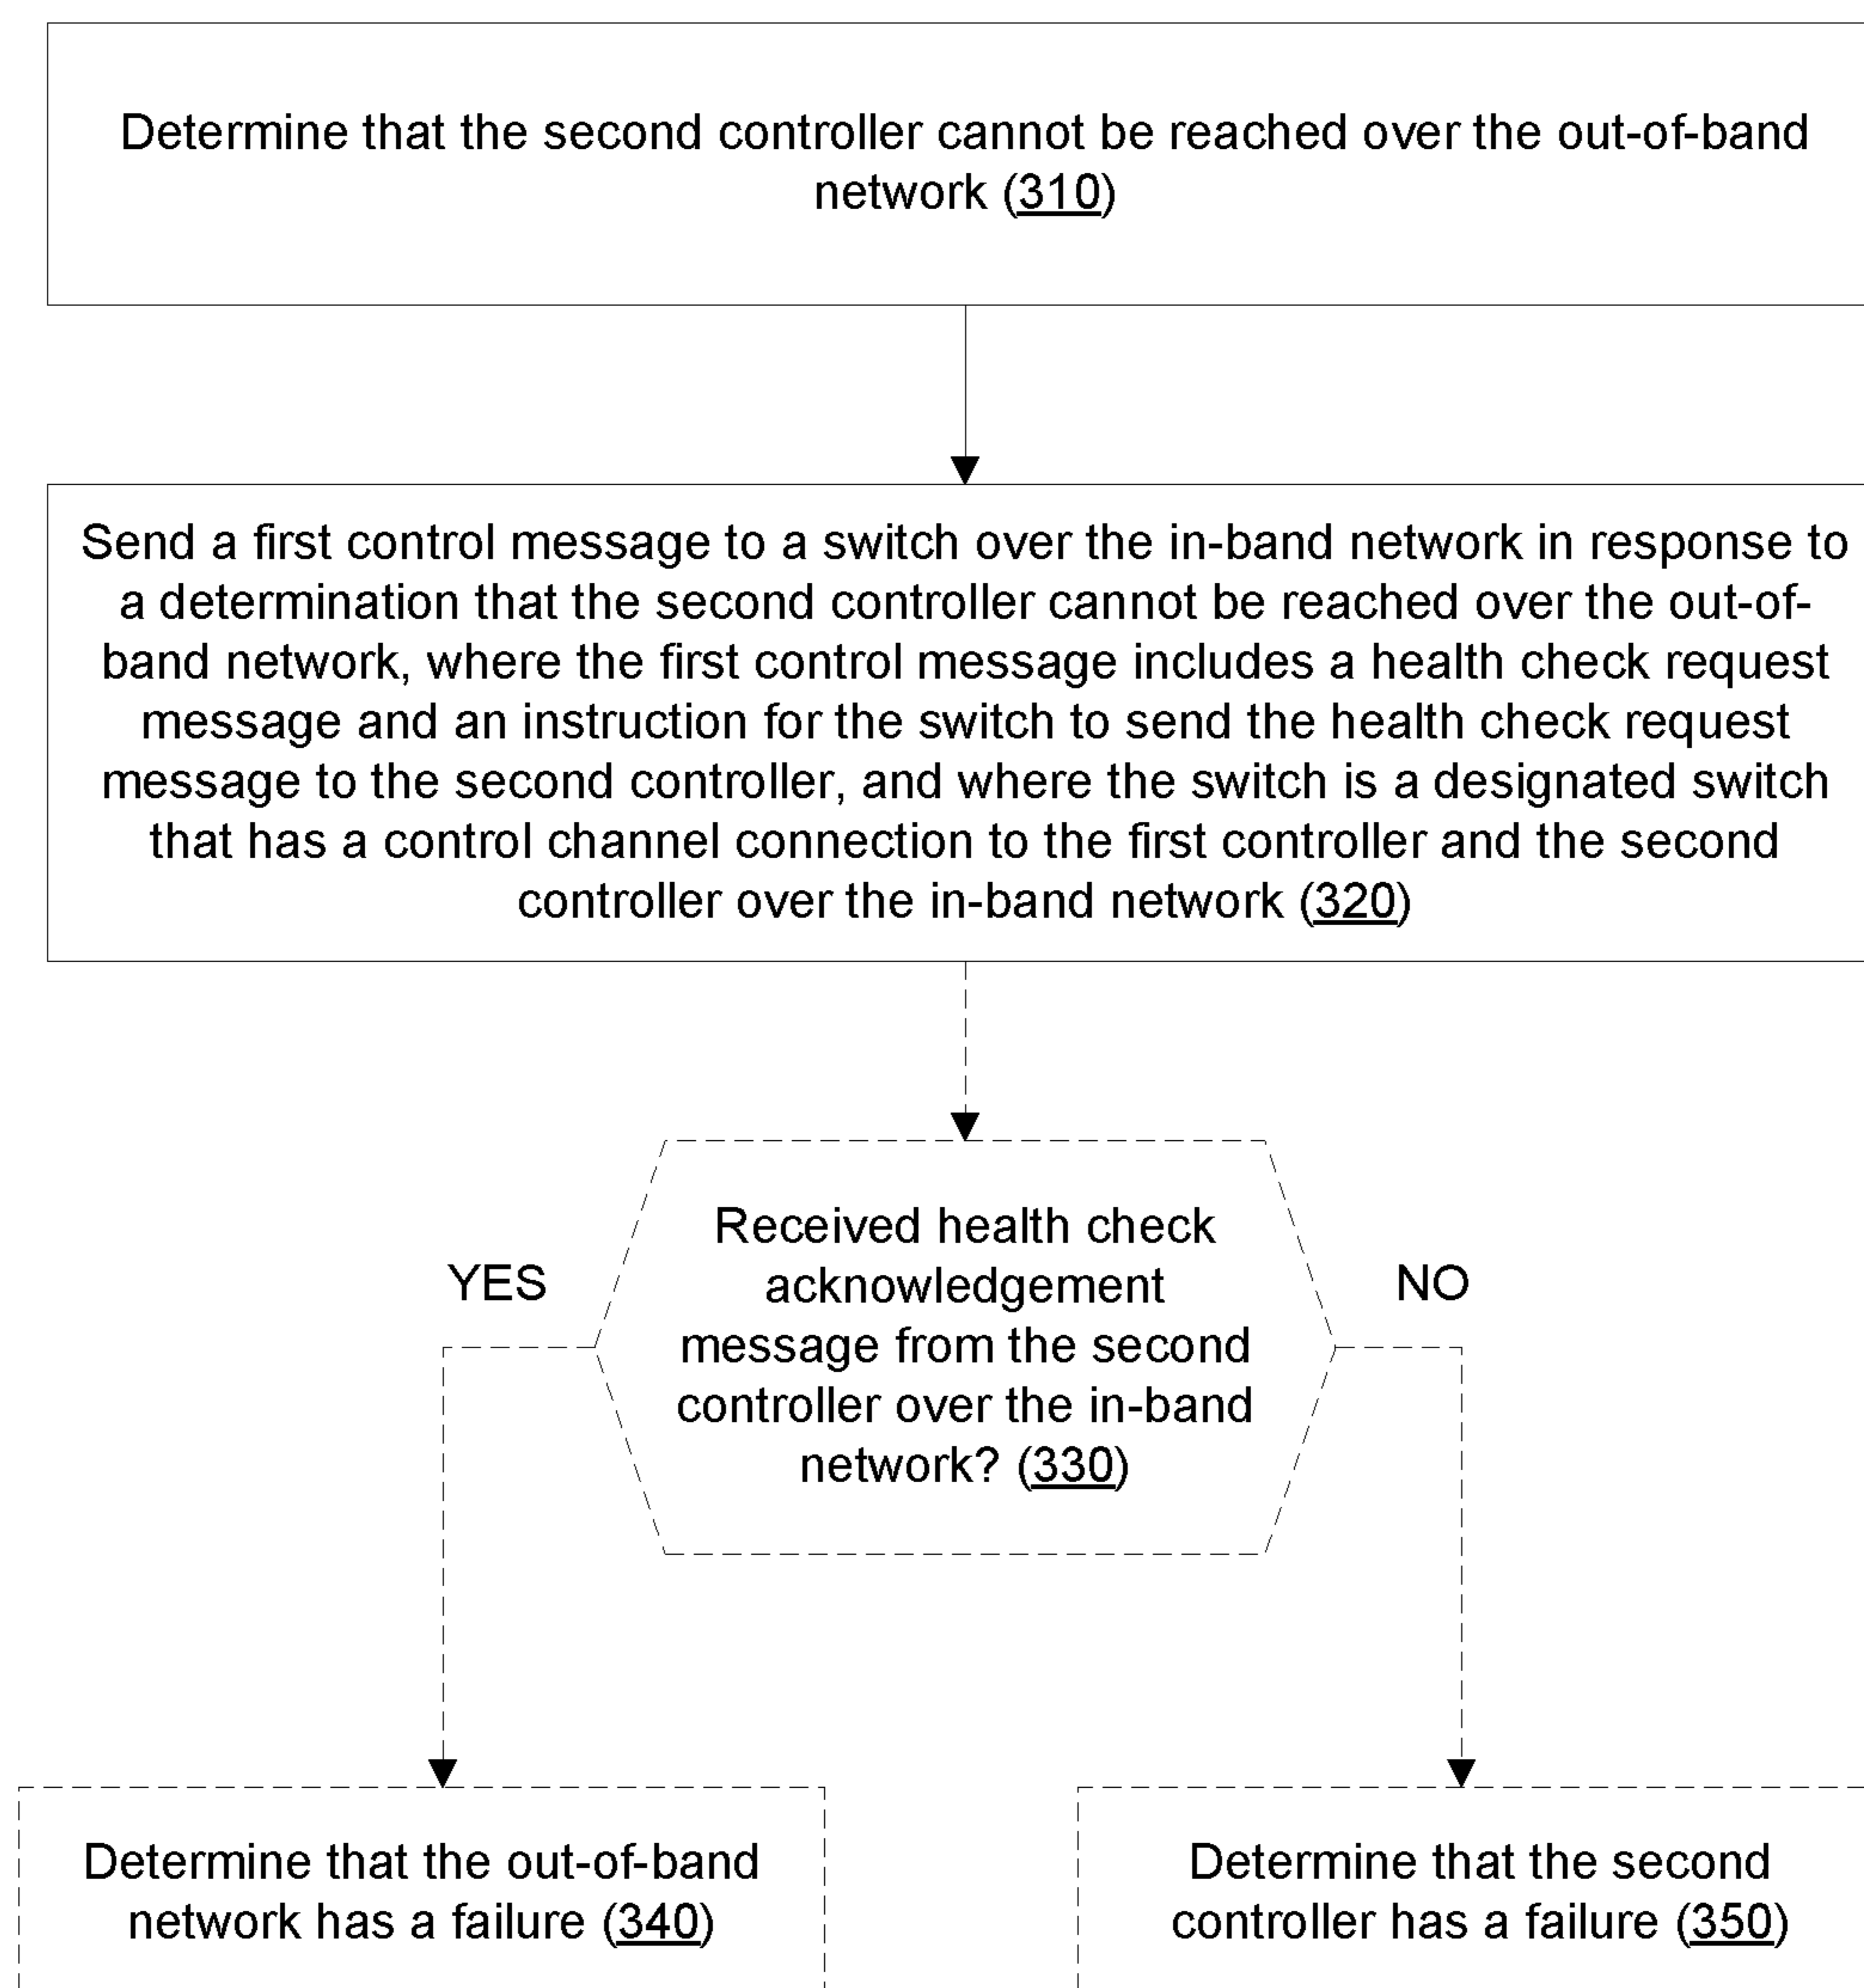 Determine that the second controller cannot be reached over the out-of-band
network (310)
Send a first control message to a switch over the in-band network in response to
a determination that the second controller cannot be reached over the out-of-
band network, where the first control message includes a health check request
message and an instruction for the switch to send the health check request
message to the second controller, and where the switch is a designated switch
that has a control channel connection to the first controller and the second
controller over the in-band network (320)
Received health check
acknowledgement
message from the second
controller over the in-band
network? (330)
YES
NO
Determine that the out-of-band
network has a failure (340)
Determine that the second
controller has a failure (350)